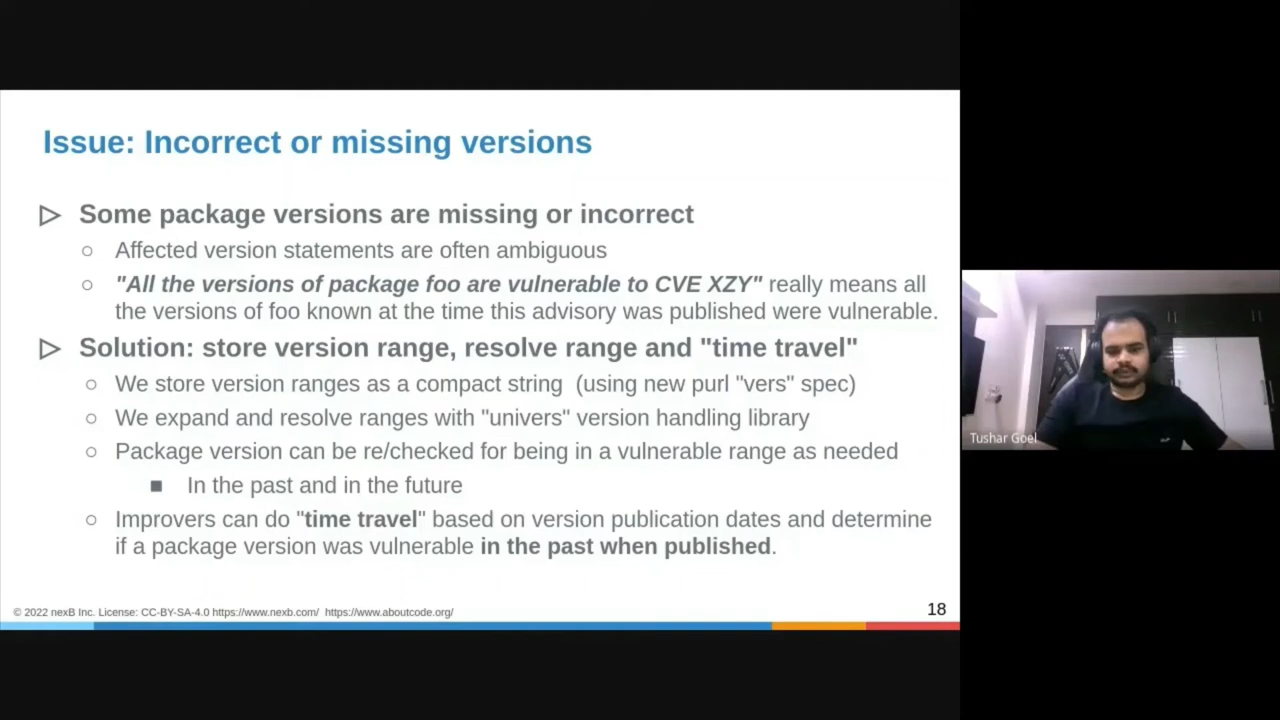 Issue: Incorrect or missing versions
Some package versions are missing or incorrect
Affected version statements are often ambiguous
"All the versions of package foo are vulnerable to CVE XZY" really means all
the versions of foo known at the time this advisory was published were vulnerable.
Solution: store version range, resolve range and "time travel"
We store version ranges as a compact string (using new purl "vers" spec)
We expand and resolve ranges with "univers" version handling library
Package version can be re/checked for being in a vulnerable range as needed
In the past and in the future
Improvers can do "time travel" based on version publication dates and determine
if a package version was vulnerable in the past when published.
© 2022 nexB Inc. License: CC-BY-SA-4.0 https://www.nexb.com/ https://www.aboutcode.org/
18
Tushar Goel